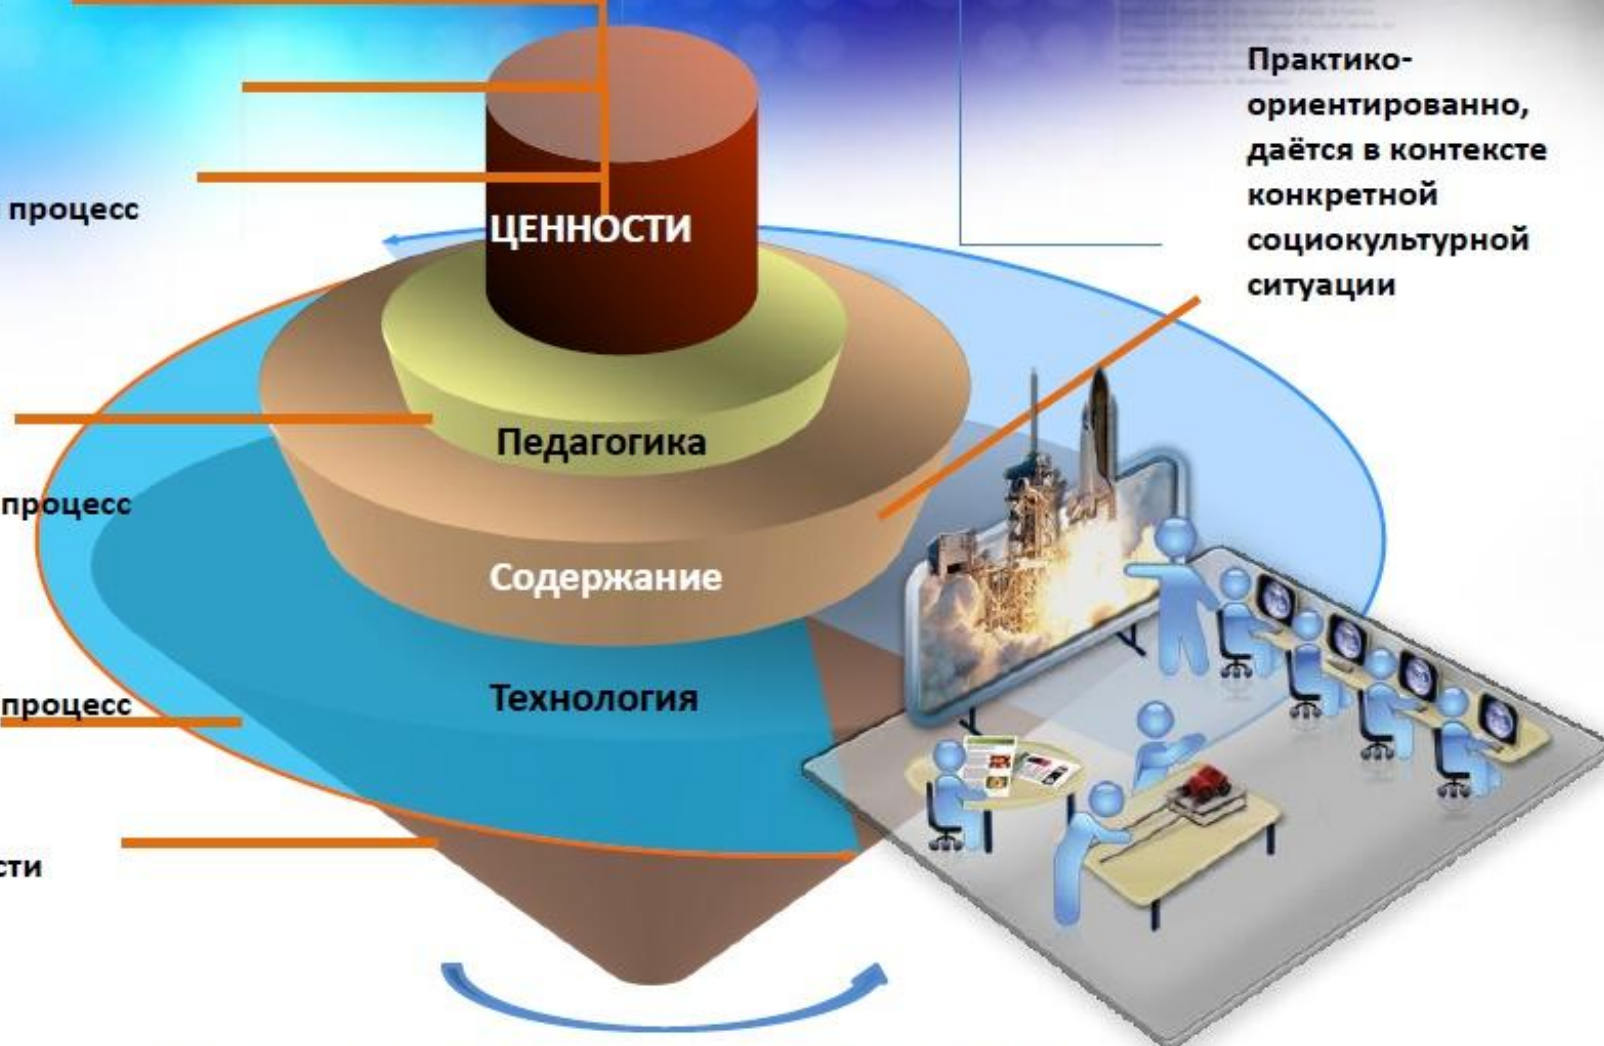 Практико-
ориентированно,
даётся в контексте
конкретной
социокультурной
ситуации
процесс
ЦЕННОСТИ
Педагогика
процесс
Содержание
процесс
Технология
сти